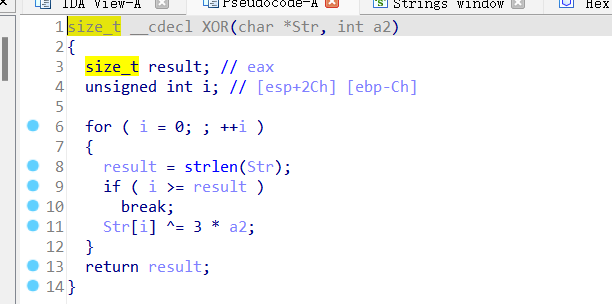 IDA View-A Pseudocode-A Strings window Hex
1 size_t __cdecl XOR(char *Str, int a2)
2 {
3 size_t result; // eax
4 unsigned int i; // [esp+2Ch] [ebp-Ch]
5
6 for ( i = 0; ; ++i )
7 {
8 result = strlen(Str);
9 if ( i >= result )
10 break;
11 Str[i] ^= 3 * a2;
12 }
13 return result;
14 }